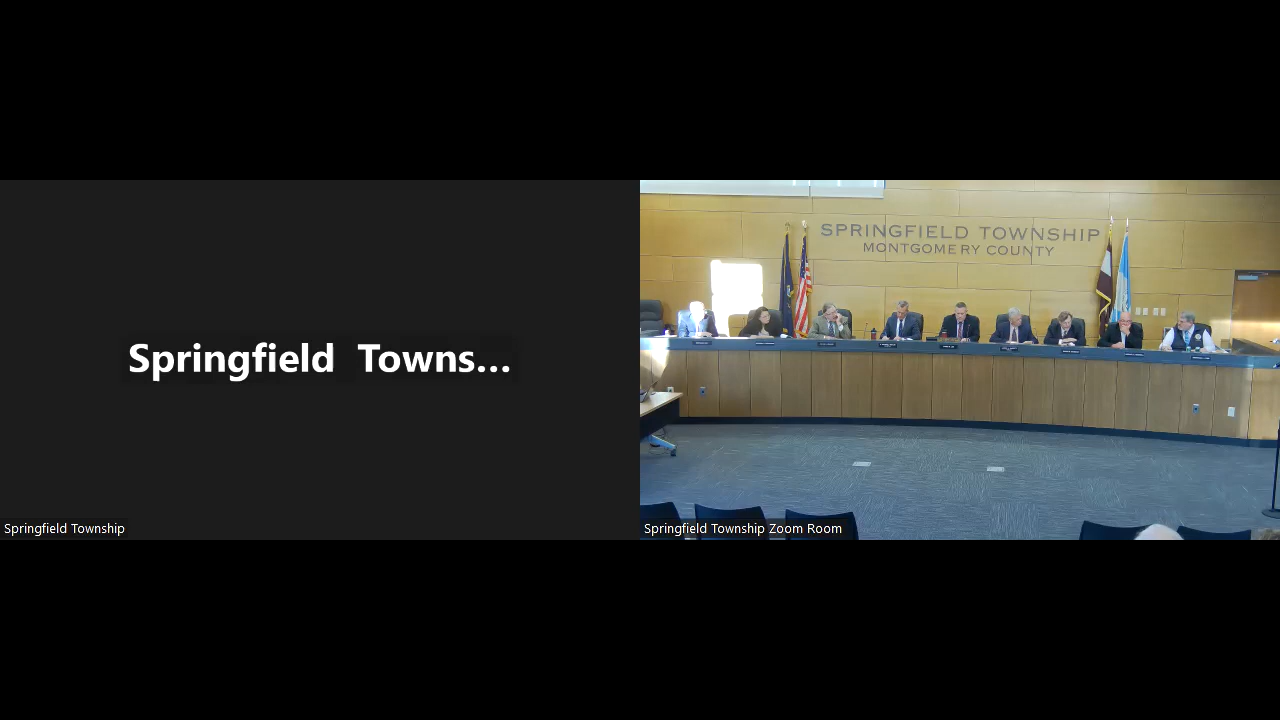 Springfield Towns...
Springfield Township
SPRINGFIELD TOWNSHIP
MONTGOMERY COUNTY
Springfield Township Zoom Room